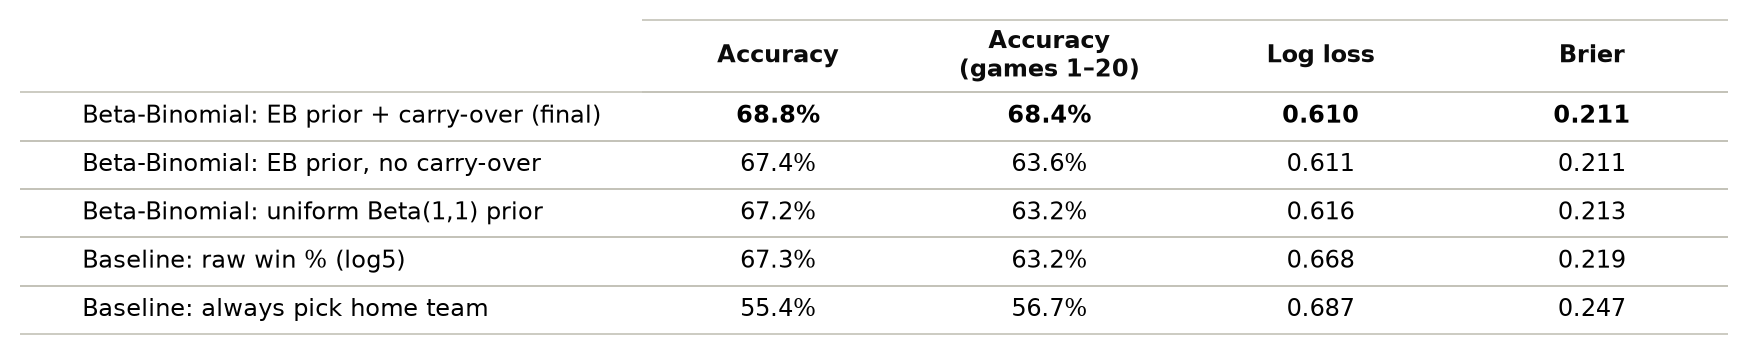 Accuracy Accuracy (games 1–20) Log loss Brier
Beta-Binomial: EB prior + carry-over (final) 68.8% 68.4% 0.610 0.211
Beta-Binomial: EB prior, no carry-over 67.4% 63.6% 0.611 0.211
Beta-Binomial: uniform Beta(1,1) prior 67.2% 63.2% 0.616 0.213
Baseline: raw win % (log5) 67.3% 63.2% 0.668 0.219
Baseline: always pick home team 55.4% 56.7% 0.687 0.247